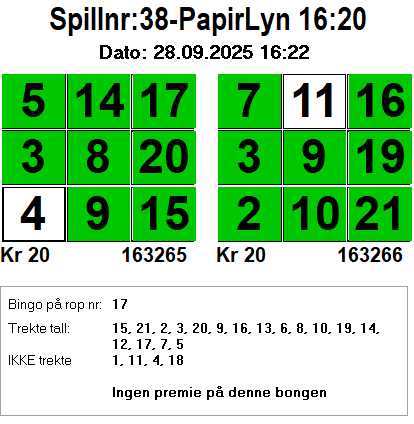 Spillnr:38-PapirLyn 16:20
Dato: 28.09.2025 16:22
5 14 17 7 11 16
3 8 20 3 9 19
4 9 15 2 10 21
Kr 20 163265 Kr 20 163266
Bingo på rop nr: 17
Trekte tall: 15, 21, 2, 3, 20, 9, 16, 13, 6, 8, 10, 19, 14,
12, 17, 7, 5
IKKE trekte 1, 11, 4, 18
Ingen premie på denne bongen